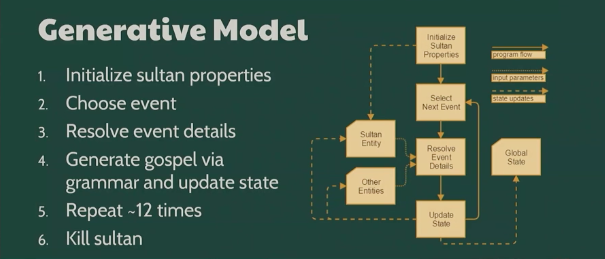 Generative Model
1. Initialize sultan properties
2. Choose event
3. Resolve event details
4. Generate gospel via
grammar and update state
5. Repeat ~12 times
6. Kill sultan
Initialize
Sultan
Properties
program flow
input parameters
state updates
Select
Next Event
Sultan
Entity
Resolve
Event
Details
Global
State
Other
Entities
Update
State